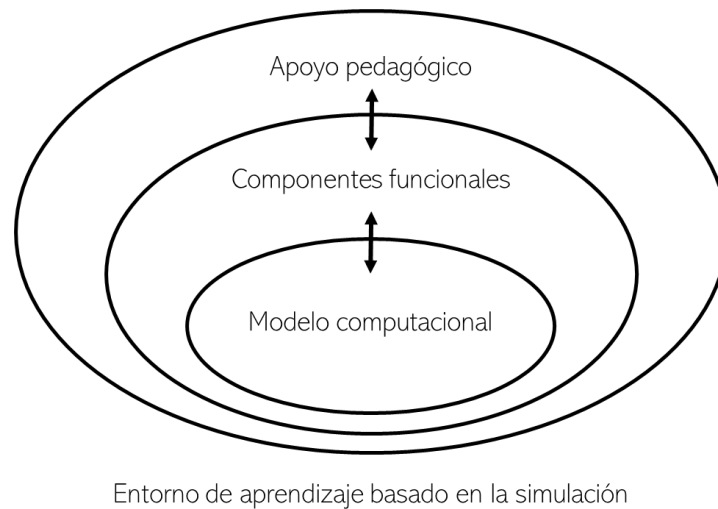 Apoyo pedagógico
Componentes funcionales
Modelo computacional
Entorno de aprendizaje basado en la simulación